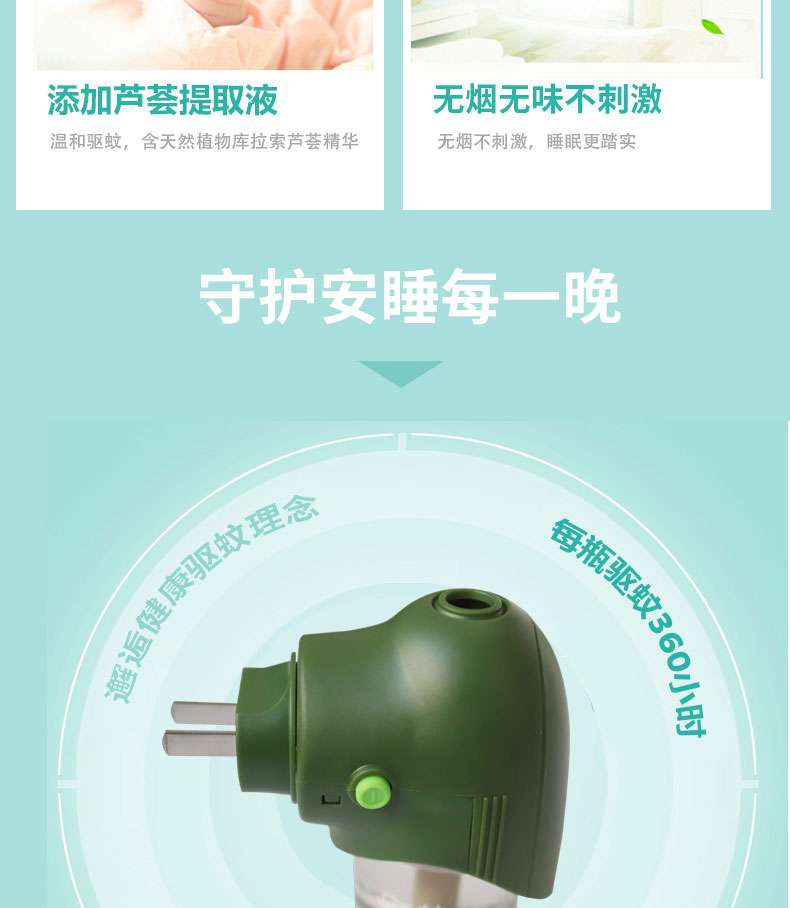 添加芦荟提取液
温和驱蚊，含天然植物库拉索芦荟精华
无烟无味不刺激
无烟不刺激，睡眠更踏实
守护安睡每一晚
邂逅健康驱蚊理念
每瓶驱蚊360小时